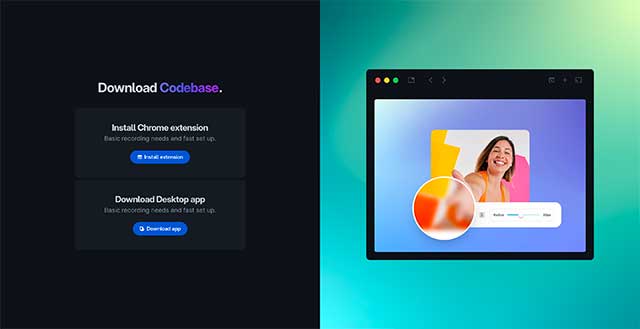 Download Codebase.
Install Chrome extension
Basic recording needs and fast set up.
Install extension
Download Desktop app
Basic recording needs and fast set up.
Download app
Radius